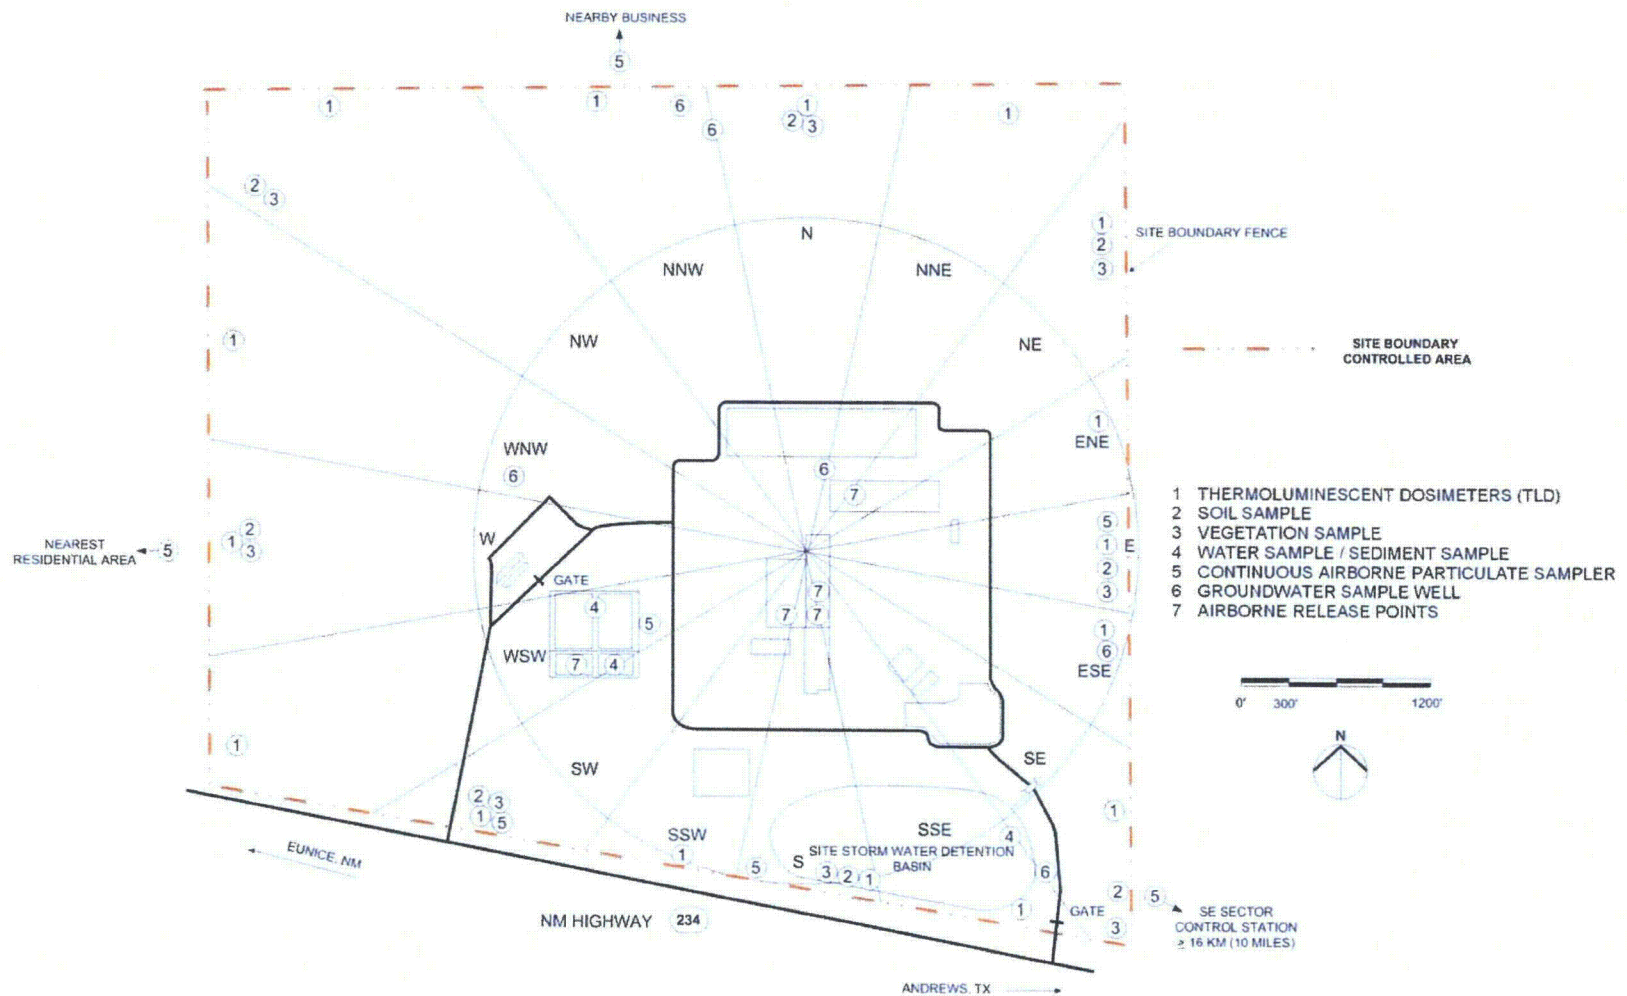 NEARBY BUSINESS
5
1
1
6
1
1
6
2
3
2
3
1
2
3
SITE BOUNDARY FENCE
N
NNW
NNE
NW
NE
1
SITE BOUNDARY
CONTROLLED AREA
WNW
6
1
ENE
6
7
1 THERMOLUMINESCENT DOSIMETERS (TLD)
2 SOIL SAMPLE
3 VEGETATION SAMPLE
4 WATER SAMPLE / SEDIMENT SAMPLE
5 CONTINUOUS AIRBORNE PARTICULATE SAMPLER
6 GROUNDWATER SAMPLE WELL
7 AIRBORNE RELEASE POINTS
NEAREST
RESIDENTIAL AREA
5
1
2
3
W
GATE
5
1
E
2
3
4
5
7
7
7
1
6
ESE
WSW
7
4
0'
300'
1200'
N
1
SW
SE
2
3
1
5
SSW
1
5
S
SSE
4
SITE STORM WATER DETENTION
BASIN
3
2
1
6
1
1
2
3
GATE
5
SE SECTOR
CONTROL STATION
≥ 16 KM (10 MILES)
EUNICE, NM
NM HIGHWAY 234
ANDREWS, TX